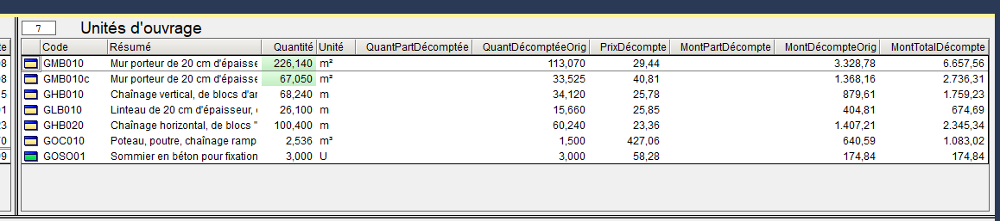 7 Unités d'ouvrage
te Code Résumé Quantité Unité QuantPartDécomptée QuantDécomptéeOrig PrixDécompte MontPartDécompte MontDécompteOrig MontTotalDécompte
08 GMB010 Mur porteur de 20 cm d'épaisse 226,140 m² 113,070 29,44 3.328,78 6.657,56
08 GMB010c Mur porteur de 20 cm d'épaisse 67,050 m² 33,525 40,81 1.368,16 2.736,31
5 GHB010 Chaînage vertical, de blocs d'ar 68,240 m 34,120 25,78 879,61 1.759,23
01 GLB010 Linteau de 20 cm d'épaisseur, 26,100 m 15,660 25,85 404,81 674,69
23 GHB020 Chaînage horizontal, de blocs " 100,400 m 60,240 23,36 1.407,21 2.345,34
70 GOC010 Poteau, poutre, chaînage ramp 2,536 m³ 1,500 427,06 640,59 1.083,02
99 GOSO01 Sommier en béton pour fixation 3,000 U 3,000 58,28 174,84 174,84